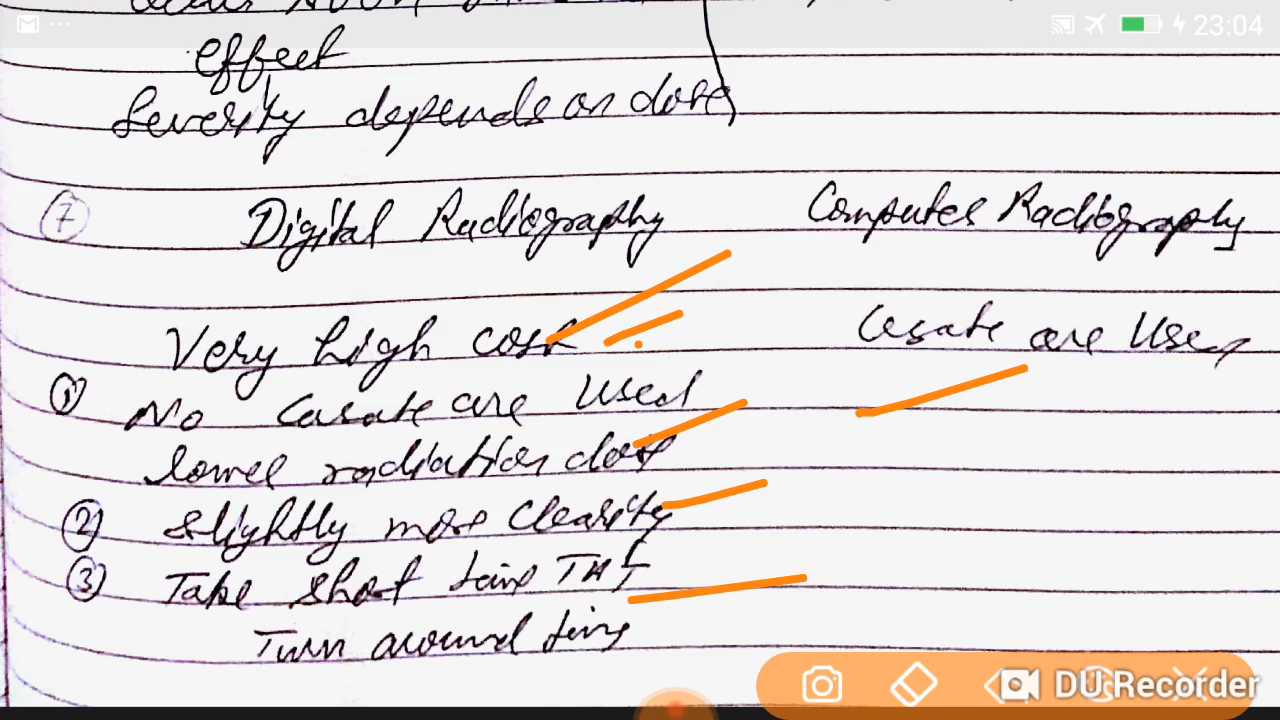 23:04
effect
Severity depends on dose
7 Digital Radiography Computer Radiography
Very high cost Casate are Used
1 No Casate are Used
lower radiation dose
2 Slightly more Clearity
3 Take short time TAT
Turn around time
DU Recorder